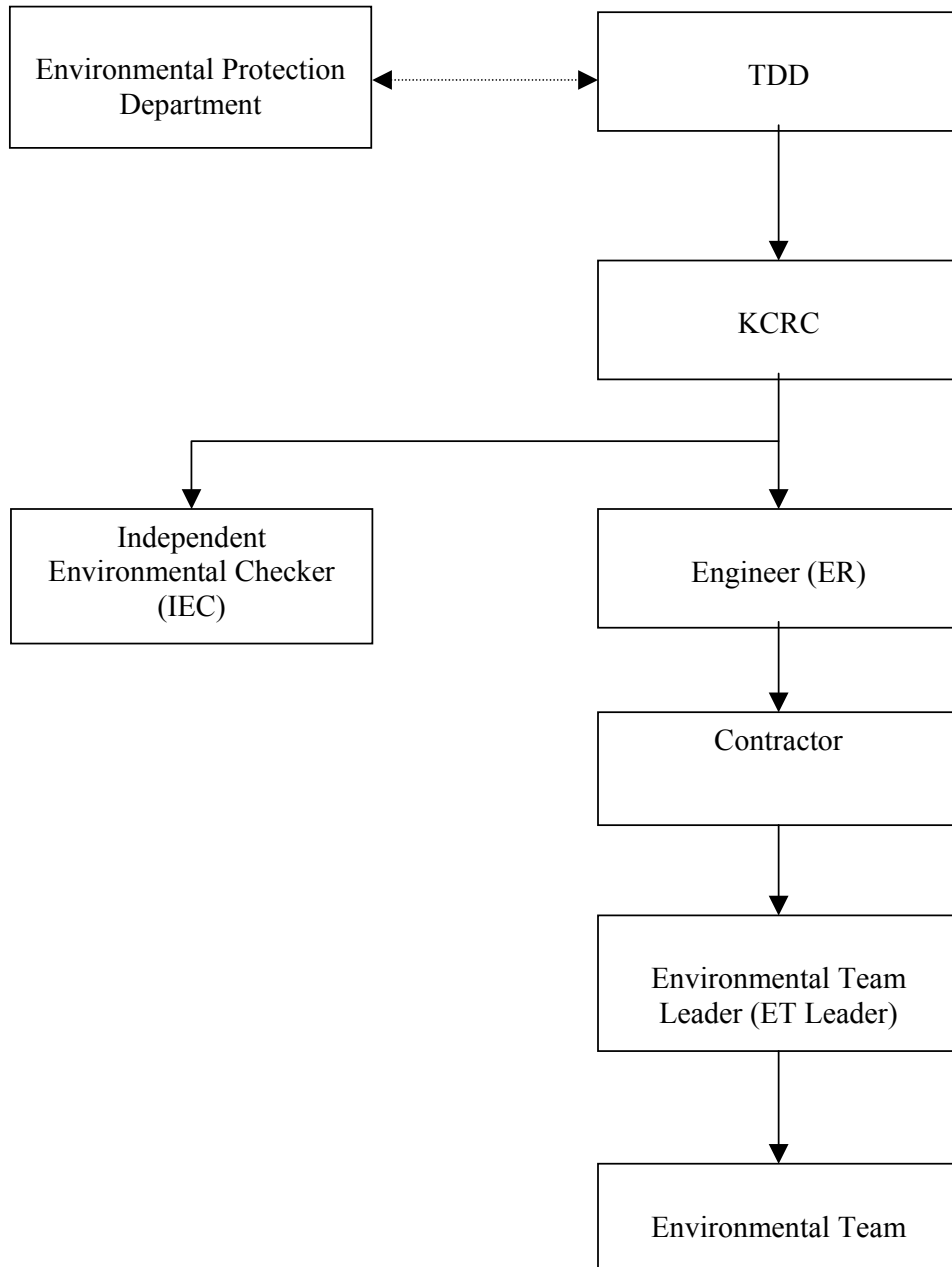 Environmental Protection
Department
TDD
KCRC
Independent
Environmental Checker
(IEC)
Engineer (ER)
Contractor
Environmental Team
Leader (ET Leader)
Environmental Team